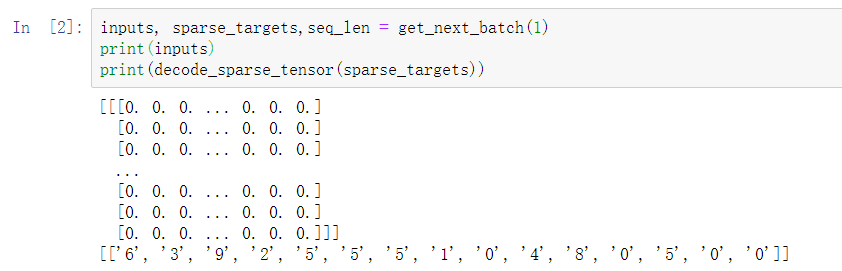 In [2]: inputs, sparse_targets,seq_len = get_next_batch(1)
print(inputs)
print(decode_sparse_tensor(sparse_targets))
[[[0. 0. 0. ... 0. 0. 0.]
[0. 0. 0. ... 0. 0. 0.]
[0. 0. 0. ... 0. 0. 0.]
...
[0. 0. 0. ... 0. 0. 0.]
[0. 0. 0. ... 0. 0. 0.]
[0. 0. 0. ... 0. 0. 0.]]]
[['6', '3', '9', '2', '5', '5', '5', '1', '0', '4', '8', '0', '5', '0', '0']]